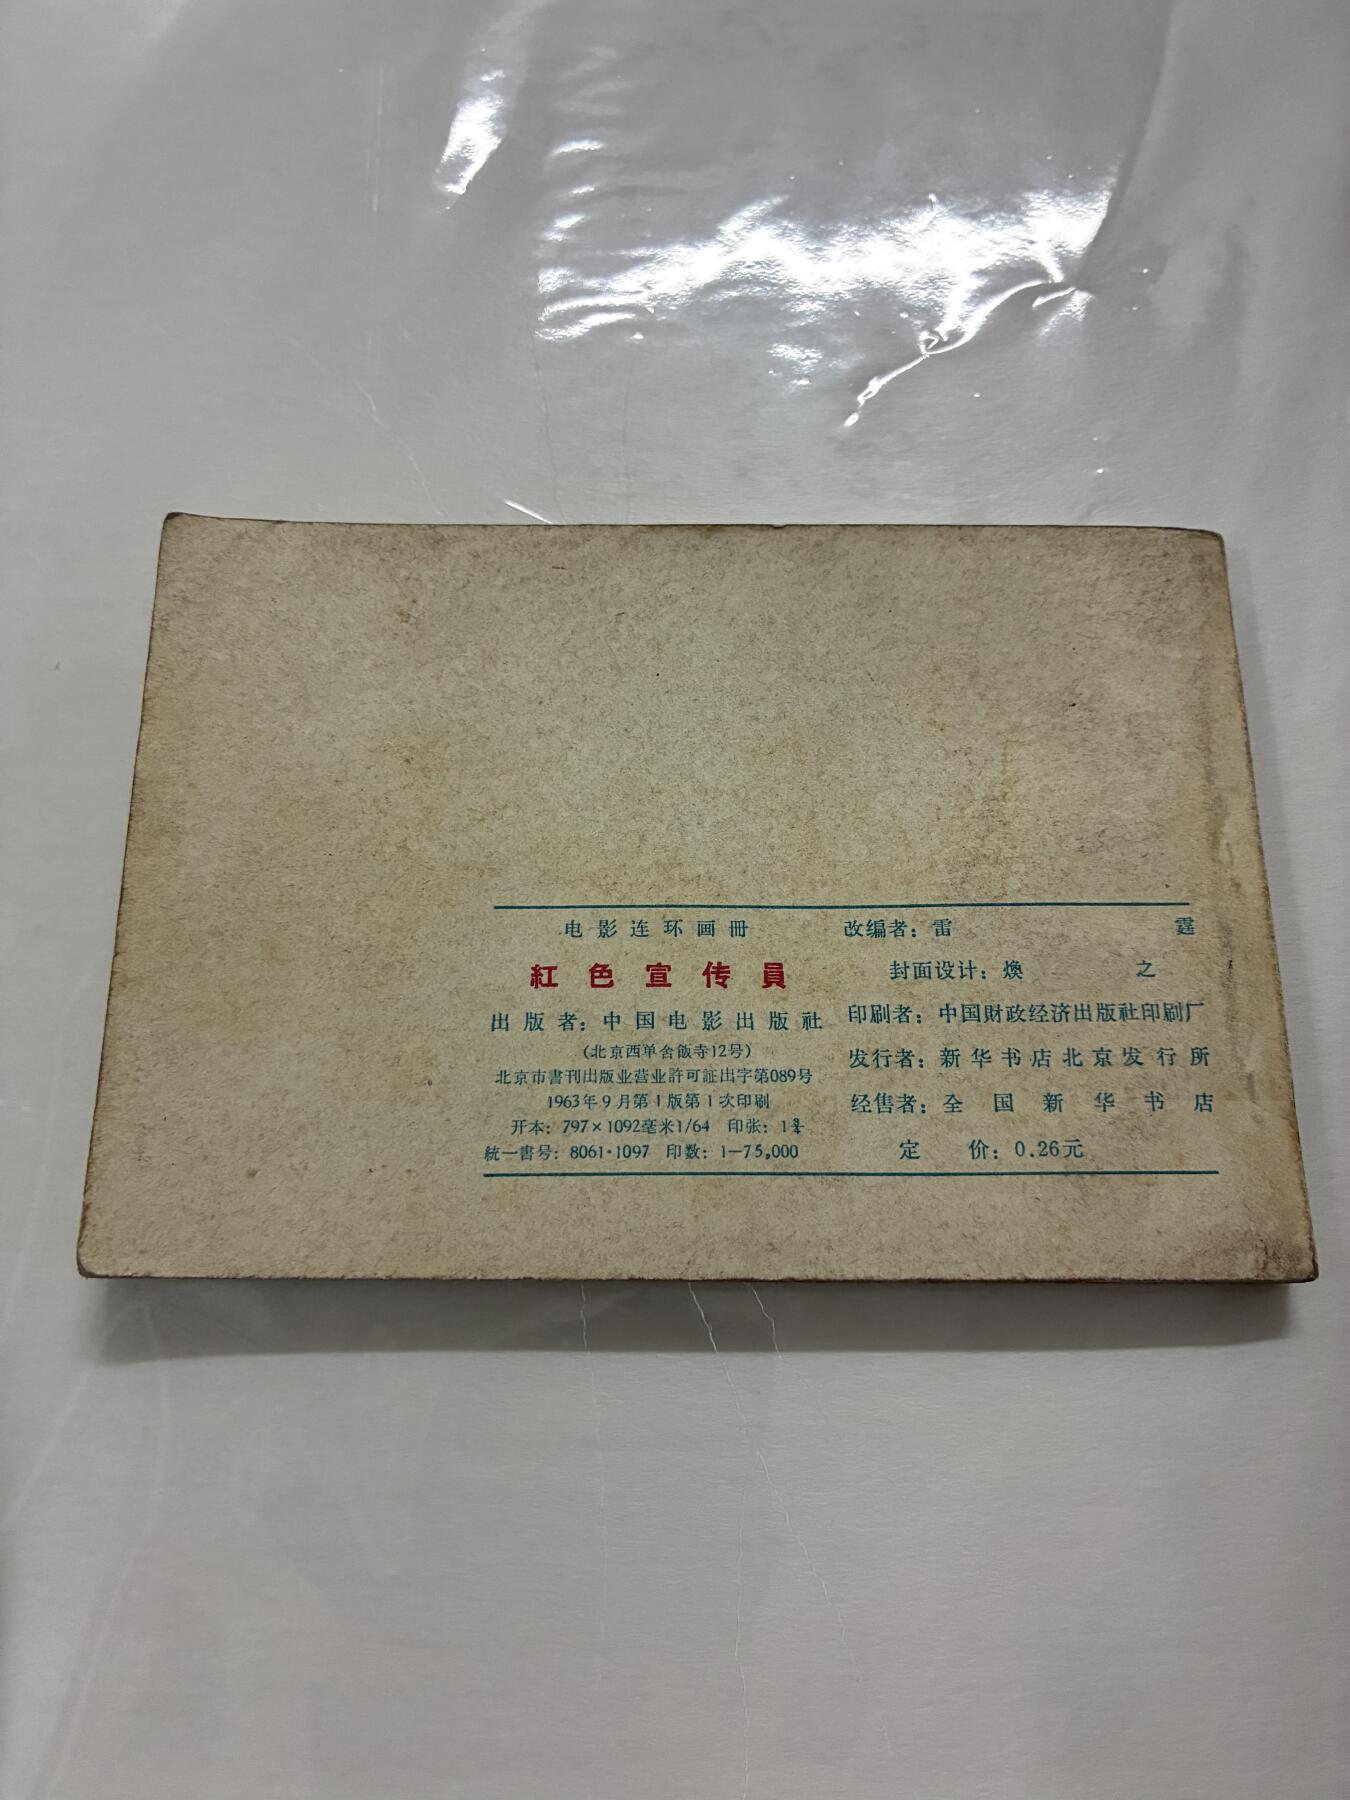 电影连环画冊
紅色宣传員
出版者：中国电影出版社
（北京西单舍飯寺12号）
北京市書刊出版业营业許可証出字第089号
1963年9月第1版第1次印刷
开本：797×1092毫米1/64 印张：1
統一書号：8061·1097 印数：1—75,000
改编者：雷霆
封面设计：煥之
印刷者：中国財政经济出版社印刷厂
发行者：新华书店北京发行所
经售者：全国新华书店
定价：0.26元